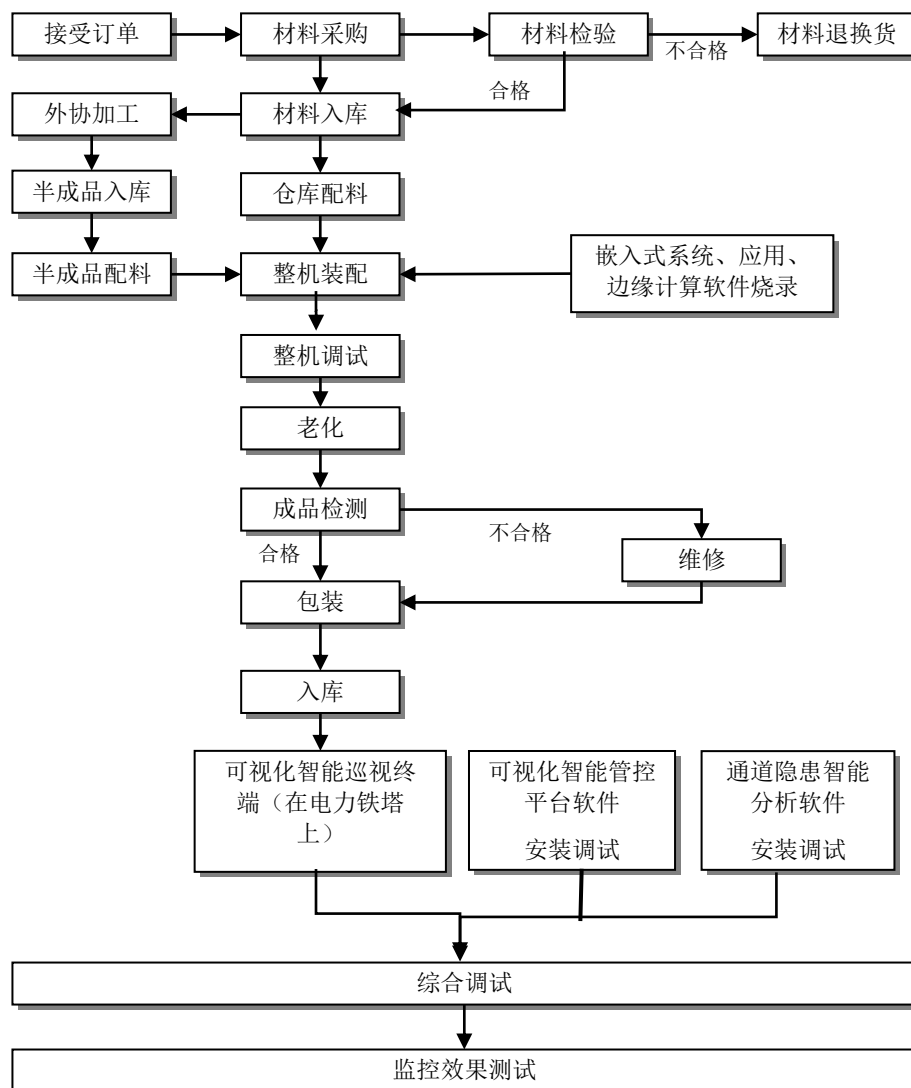 接受订单
材料采购
材料检验
不合格
材料退换货
合格
外协加工
材料入库
半成品入库
仓库配料
半成品配料
整机装配
嵌入式系统、应用、
边缘计算软件烧录
整机调试
老化
成品检测
不合格
合格
维修
包装
入库
可视化智能巡视终
端（在电力铁塔
上）
可视化智能管控
平台软件
安装调试
通道隐患智能
分析软件
安装调试
综合调试
监控效果测试